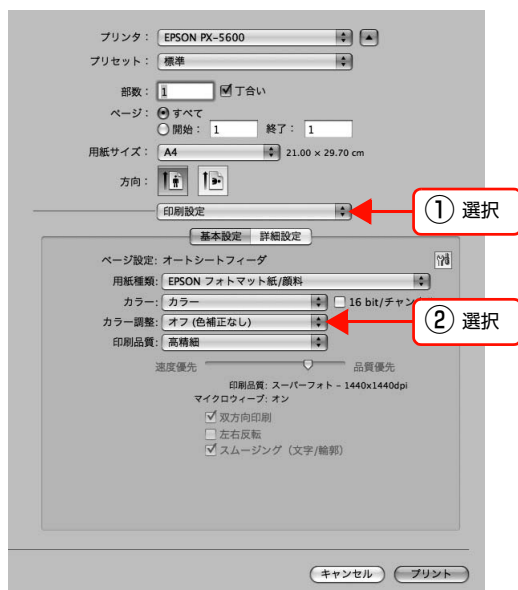 プリンタ： EPSON PX-5600
プリセット： 標準
部数： 1 丁合い
ページ： すべて
開始： 1 終了： 1
用紙サイズ： A4 21.00 × 29.70 cm
方向：
印刷設定
① 選択
基本設定 詳細設定
ページ設定: オートシートフィーダ
用紙種類: EPSON フォトマット紙/顔料
カラー: カラー 16 bit/チャン
カラー調整: オフ (色補正なし)
② 選択
印刷品質: 高精細
速度優先 品質優先
印刷品質: スーパーフォト - 1440x1440dpi
マイクロウィーブ: オン
双方向印刷
左右反転
スムージング（文字/輪郭）
キャンセル プリント